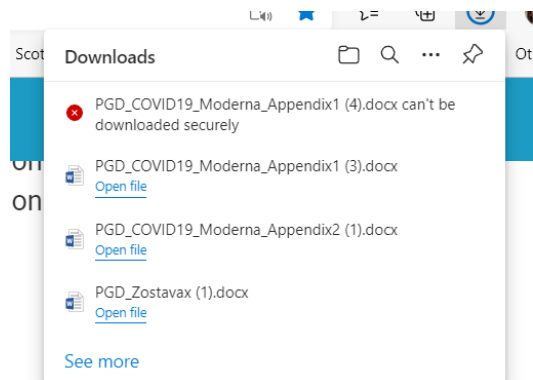 Scot
Downloads
Ot
PGD_COVID19_Moderna_Appendix1 (4).docx can't be
downloaded securely
PGD_COVID19_Moderna_Appendix1 (3).docx
Open file
on
PGD_COVID19_Moderna_Appendix2 (1).docx
Open file
PGD_Zostavax (1).docx
Open file
See more